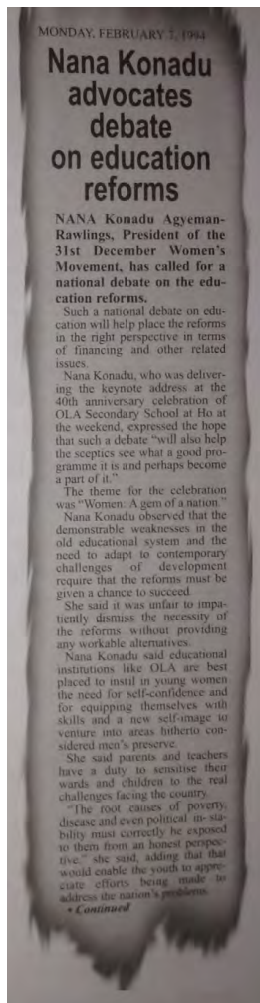 MONDAY, FEBRUARY 7, 1994
Nana Konadu
advocates
debate
on education
reforms
NANA Konadu Agyeman-
Rawlings, President of the
31st December Women's
Movement, has called for a
national debate on the edu-
cation reforms.
Such a national debate on edu-
cation will help place the reforms
in the right perspective in terms
of financing and other related
issues.
Nana Konadu, who was deliver-
ing the keynote address at the
40th anniversary celebration of
OLA Secondary School at Ho at
the weekend, expressed the hope
that such a debate "will also help
the sceptics see what a good pro-
gramme it is and perhaps become
a part of it."
The theme for the celebration
was "Women: A gem of a nation."
Nana Konadu observed that the
demonstrable weaknesses in the
old educational system and the
need to adapt to contemporary
challenges of development
require that the reforms must be
given a chance to succeed.
She said it was unfair to impa-
tiently dismiss the necessity of
the reforms without providing
any workable alternatives.
Nana Konadu said educational
institutions like OLA are best
placed to instil in young women
the need for self-confidence and
for equipping themselves with
skills and a new self-image to
venture into areas hitherto con-
sidered men's preserve.
She said parents and teachers
have a duty to sensitise their
wards and children to the real
challenges facing the country.
"The root causes of poverty,
disease and even political in- sta-
bility must correctly be exposed
to them from an honest perspec-
tive," she said, adding that that
would enable the youth to appre-
ciate efforts being made to
address the nation's problems.
• Continued